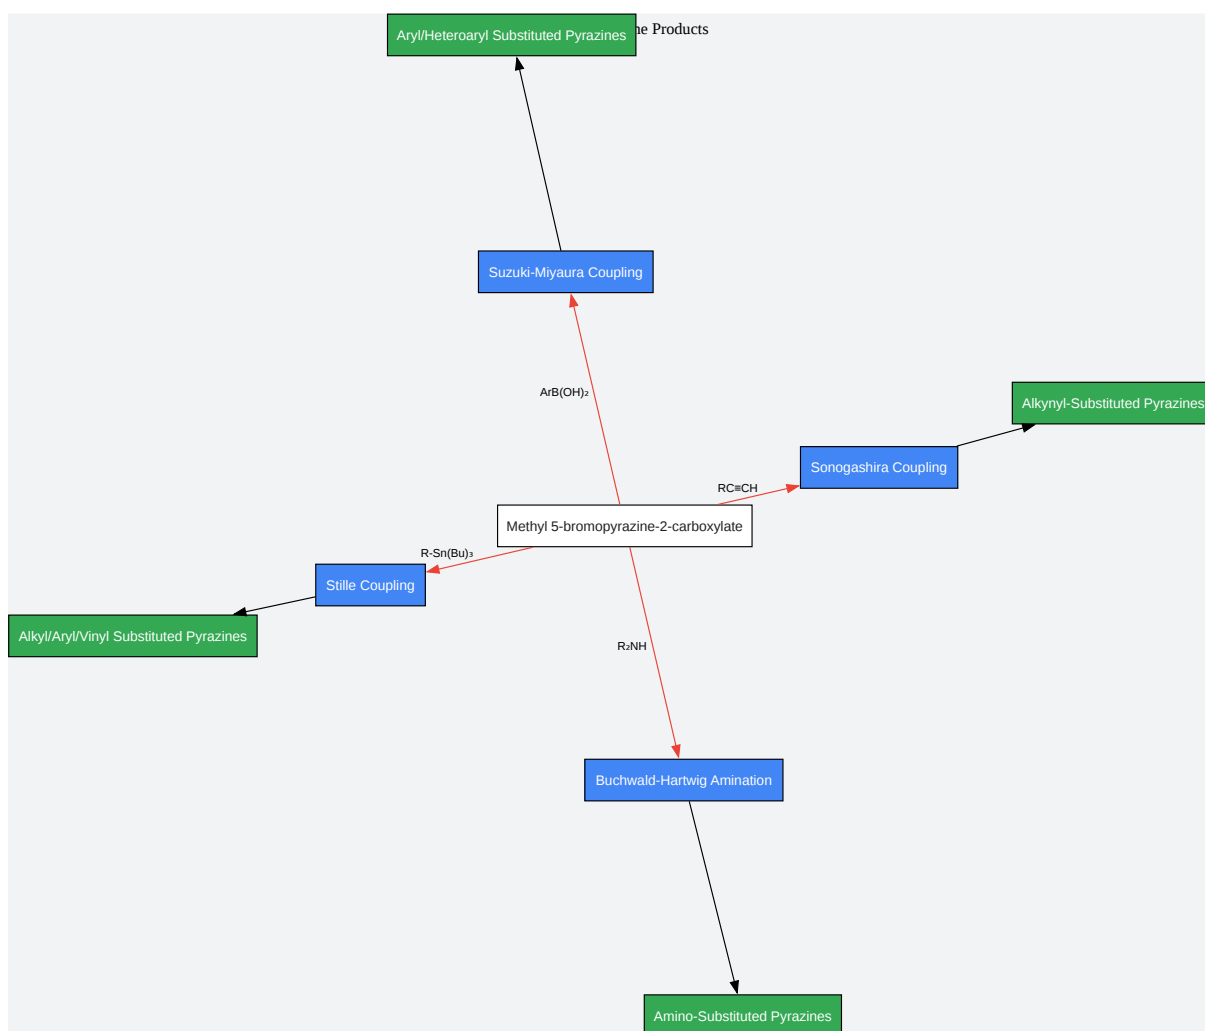 Aryl/Heteroaryl Substituted Pyrazines
Products
Suzuki-Miyaura Coupling
ArB(OH)₂
Alkynyl-Substituted Pyrazines
Sonogashira Coupling
RC≡CH
Methyl 5-bromopyrazine-2-carboxylate
R-Sn(Bu)₃
Stille Coupling
Alkyl/Aryl/Vinyl Substituted Pyrazines
R₂NH
Buchwald-Hartwig Amination
Amino-Substituted Pyrazines